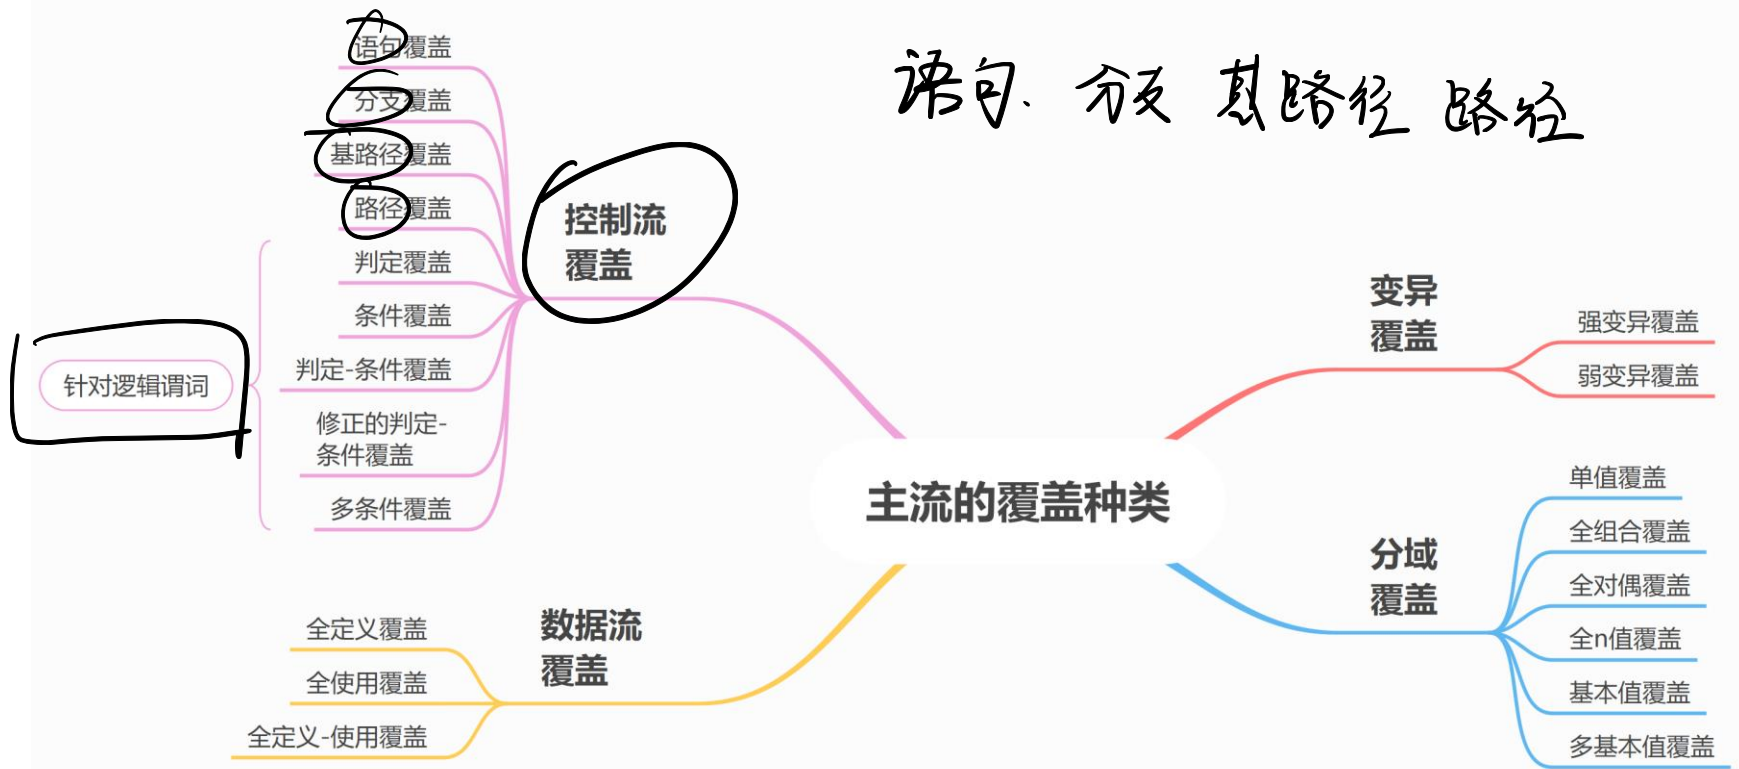 语句覆盖
分支覆盖
基路径覆盖
路径覆盖
判定覆盖
条件覆盖
判定-条件覆盖
修正的判定-
条件覆盖
多条件覆盖
针对逻辑谓词
控制流
覆盖
语句、分支 基路径 路径
变异
覆盖
强变异覆盖
弱变异覆盖
主流的覆盖种类
分域
覆盖
单值覆盖
全组合覆盖
全对偶覆盖
全n值覆盖
基本值覆盖
多基本值覆盖
数据流
覆盖
全定义覆盖
全使用覆盖
全定义-使用覆盖